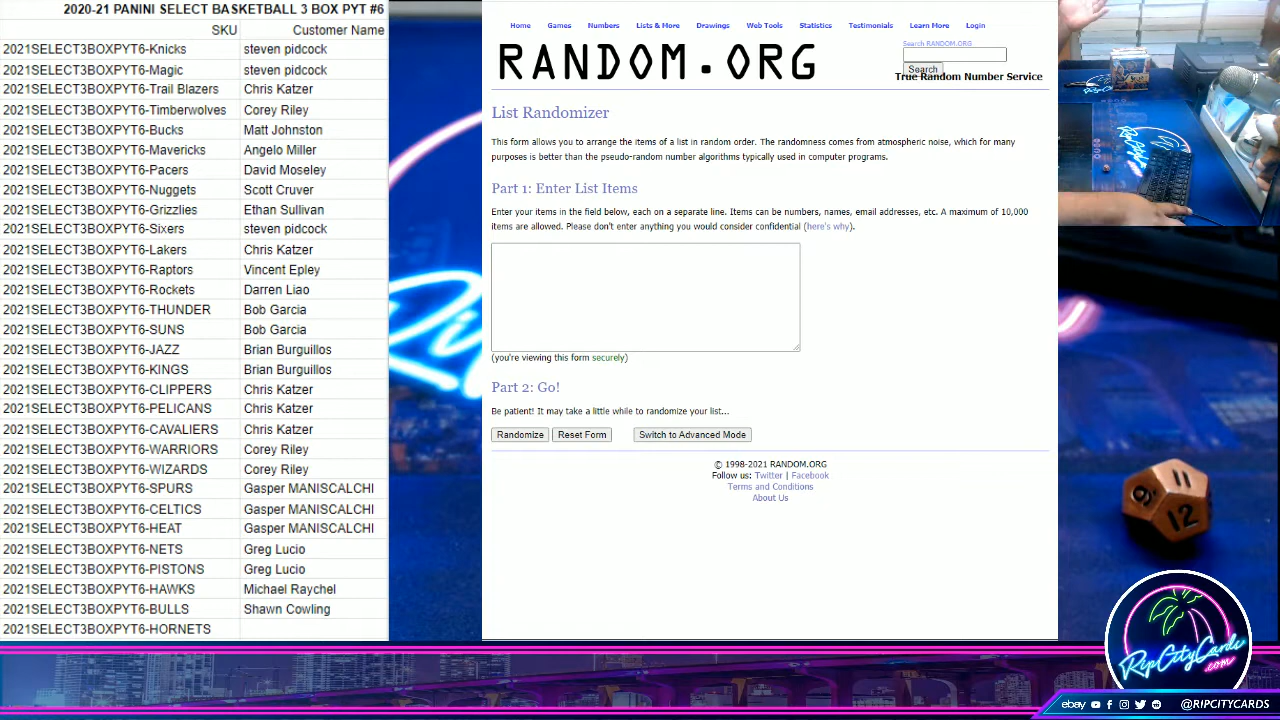 2020-21 PANINI SELECT BASKETBALL 3 BOX PYT #6
SKU Customer Name
2021SELECT3BOXPYT6-Knicks steven pidcock
2021SELECT3BOXPYT6-Magic steven pidcock
2021SELECT3BOXPYT6-Trail Blazers Chris Katzer
2021SELECT3BOXPYT6-Timberwolves Corey Riley
2021SELECT3BOXPYT6-Bucks Matt Johnston
2021SELECT3BOXPYT6-Mavericks Angelo Miller
2021SELECT3BOXPYT6-Pacers David Moseley
2021SELECT3BOXPYT6-Nuggets Scott Cruver
2021SELECT3BOXPYT6-Grizzlies Ethan Sullivan
2021SELECT3BOXPYT6-Sixers steven pidcock
2021SELECT3BOXPYT6-Lakers Chris Katzer
2021SELECT3BOXPYT6-Raptors Vincent Epley
2021SELECT3BOXPYT6-Rockets Darren Liao
2021SELECT3BOXPYT6-THUNDER Bob Garcia
2021SELECT3BOXPYT6-SUNS Bob Garcia
2021SELECT3BOXPYT6-JAZZ Brian Burguillos
2021SELECT3BOXPYT6-KINGS Brian Burguillos
2021SELECT3BOXPYT6-CLIPPERS Chris Katzer
2021SELECT3BOXPYT6-PELICANS Chris Katzer
2021SELECT3BOXPYT6-CAVALIERS Chris Katzer
2021SELECT3BOXPYT6-WARRIORS Corey Riley
2021SELECT3BOXPYT6-WIZARDS Corey Riley
2021SELECT3BOXPYT6-SPURS Gasper MANISCALCHI
2021SELECT3BOXPYT6-CELTICS Gasper MANISCALCHI
2021SELECT3BOXPYT6-HEAT Gasper MANISCALCHI
2021SELECT3BOXPYT6-NETS Greg Lucio
2021SELECT3BOXPYT6-PISTONS Greg Lucio
2021SELECT3BOXPYT6-HAWKS Michael Raychel
2021SELECT3BOXPYT6-BULLS Shawn Cowling
2021SELECT3BOXPYT6-HORNETS
Home Games Numbers Lists & More Drawings Web Tools Statistics Testimonials Learn More Login
RANDOM.ORG
Search RANDOM.ORG
Search
True Random Number Service
List Randomizer
This form allows you to arrange the items of a list in random order. The randomness comes from atmospheric noise, which for many
purposes is better than the pseudo-random number algorithms typically used in computer programs.
Part 1: Enter List Items
Enter your items in the field below, each on a separate line. Items can be numbers, names, email addresses, etc. A maximum of 10,000
items are allowed. Please don't enter anything you would consider confidential (here's why).
(you're viewing this form securely)
Part 2: Go!
Be patient! It may take a little while to randomize your list...
Randomize Reset Form Switch to Advanced Mode
© 1998-2021 RANDOM.ORG
Follow us: Twitter | Facebook
Terms and Conditions
About Us
9. 11
12
RipCityCards
.com
ebay @RIPCITYCARDS